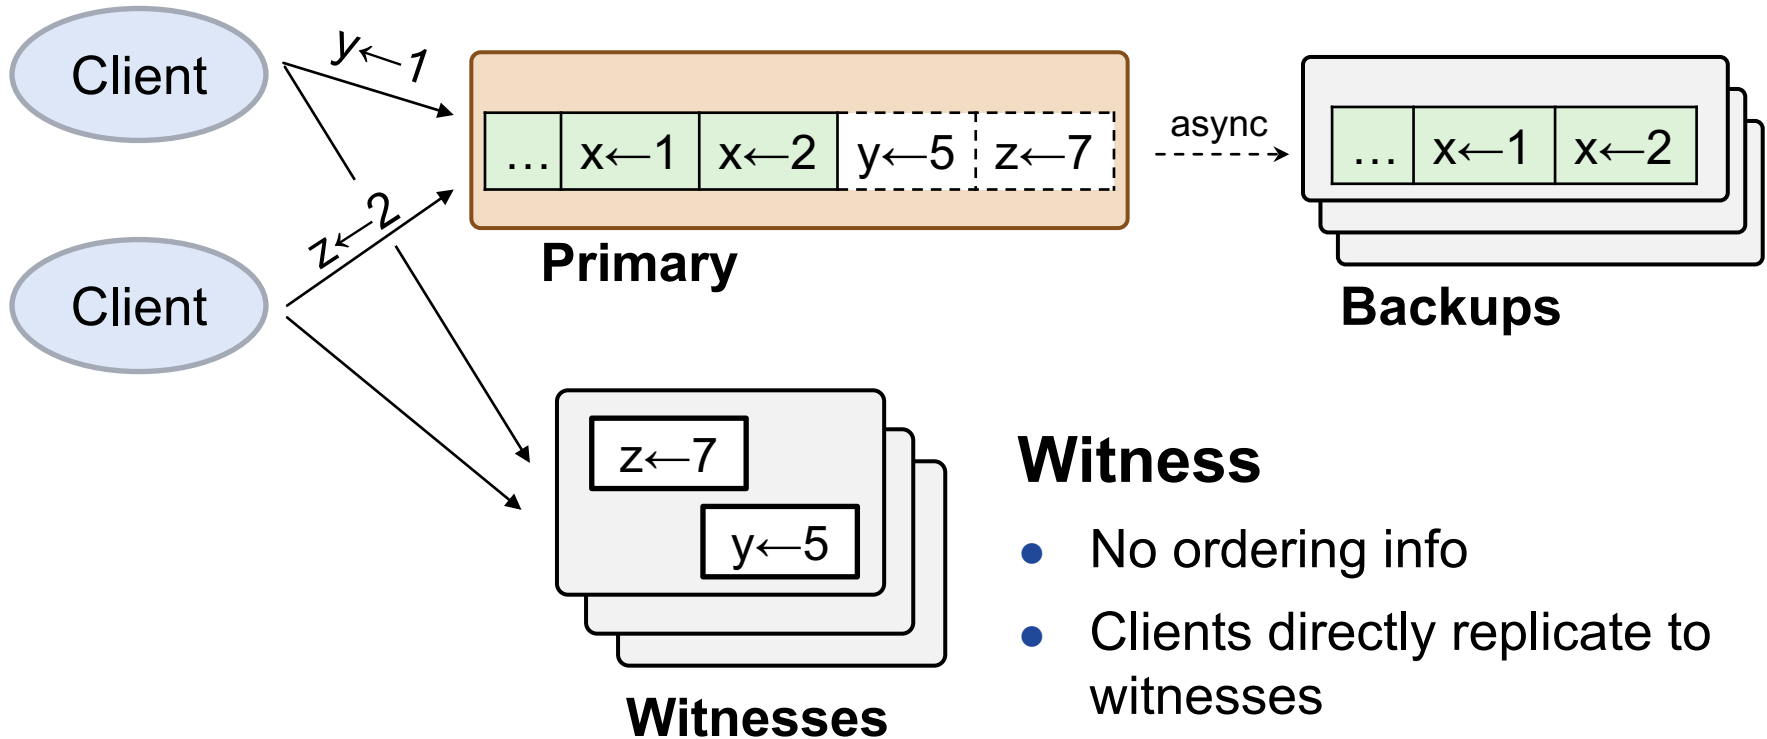 Client
y←1
… x←1 x←2 y←5 z←7
Primary
async
… x←1 x←2
Backups
z←2
Client
z←7
y←5
Witnesses
Witness
● No ordering info
● Clients directly replicate to
witnesses